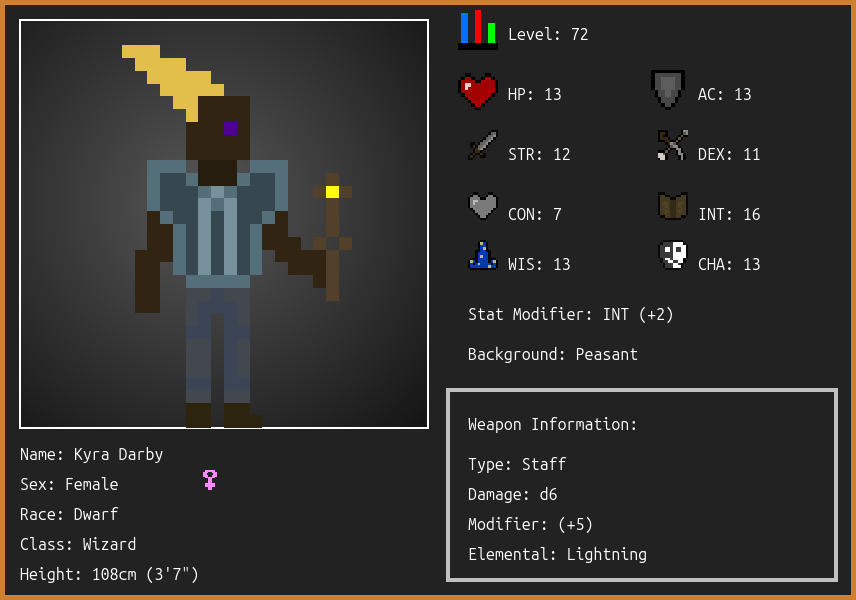 Level: 72
HP: 13
AC: 13
STR: 12
DEX: 11
CON: 7
INT: 16
WIS: 13
CHA: 13
Stat Modifier: INT (+2)
Background: Peasant
Weapon Information:
Type: Staff
Damage: d6
Modifier: (+5)
Elemental: Lightning
Name: Kyra Darby
Sex: Female
Race: Dwarf
Class: Wizard
Height: 108cm (3'7")